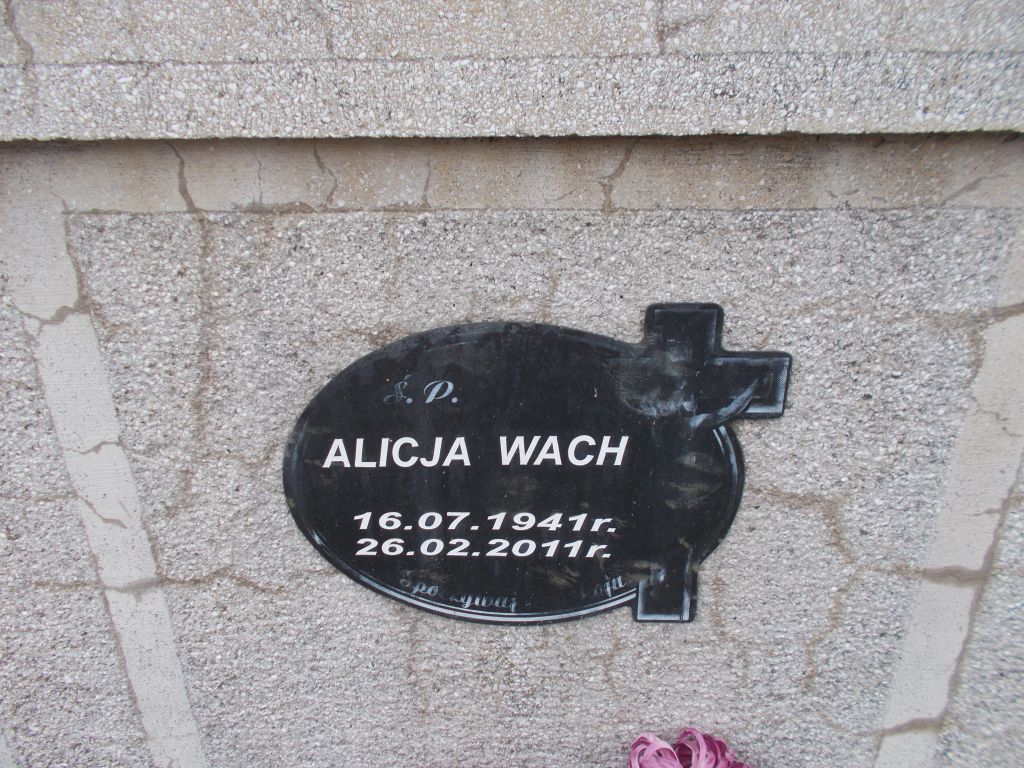 Ś. P.
ALICJA WACH
16.07.1941r.
26.02.2011r.